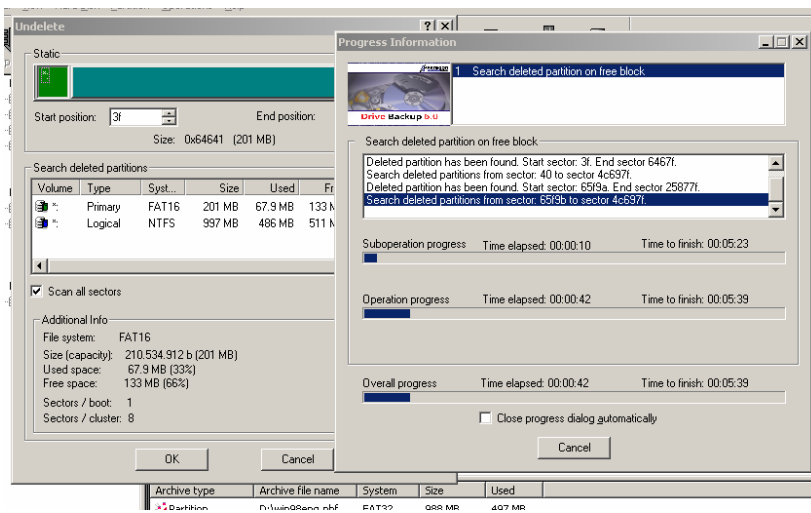 Undelete
Static
Start position: 3f End position:
Size: 0x64641 (201 MB)
Search deleted partitions
Volume Type Syst... Size Used Fr
*: Primary FAT16 201 MB 67.9 MB 133 M
*: Logical NTFS 997 MB 486 MB 511 M
Scan all sectors
Additional Info
File system: FAT16
Size (capacity): 210.534.912 b (201 MB)
Used space: 67.9 MB (33%)
Free space: 133 MB (66%)
Sectors / boot: 1
Sectors / cluster: 8
OK Cancel
Progress Information
Drive Backup 6.0
1 Search deleted partition on free block
Search deleted partition on free block
Deleted partition has been found. Start sector: 3f. End sector 6467f.
Search deleted partitions from sector: 40 to sector 4c697f.
Deleted partition has been found. Start sector: 65f9a. End sector 25877f.
Search deleted partitions from sector: 65f9b to sector 4c697f.
Suboperation progress Time elapsed: 00:00:10 Time to finish: 00:05:23
Operation progress Time elapsed: 00:00:42 Time to finish: 00:05:39
Overall progress Time elapsed: 00:00:42 Time to finish: 00:05:39
Close progress dialog automatically
Cancel
Archive type Archive file name System Size Used
Partition D:\win98eng.pbf FAT32 988 MB 497 MB